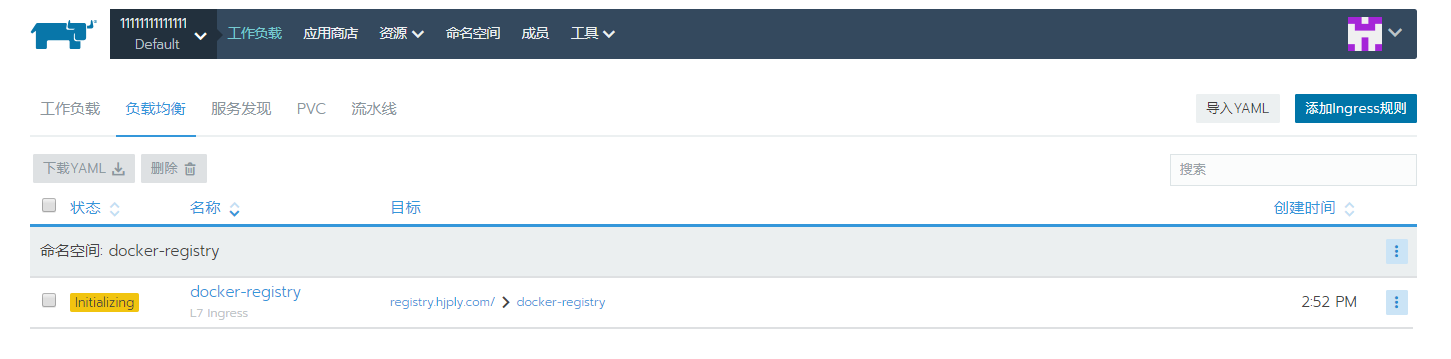 11111111111111
Default
工作负载 应用商店 资源 命名空间 成员 工具
工作负载 负载均衡 服务发现 PVC 流水线 导入YAML 添加Ingress规则
下载YAML 删除 搜索
状态 名称 目标 创建时间
命名空间: docker-registry
Initializing docker-registry registry.hjply.com/ > docker-registry 2:52 PM
L7 Ingress